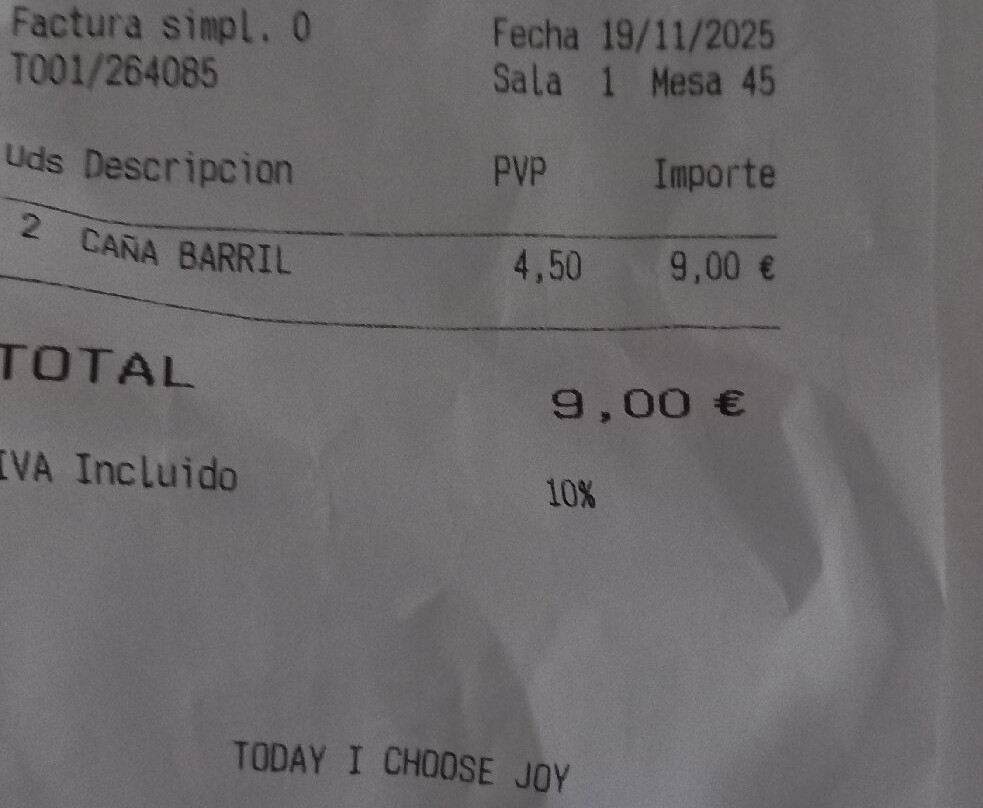 Factura simpl. 0 Fecha 19/11/2025
T001/264085 Sala 1 Mesa 45
Uds Descripcion PVP Importe
2 CAÑA BARRIL 4,50 9,00 €
TOTAL 9,00 €
IVA Incluido 10%
TODAY I CHOOSE JOY